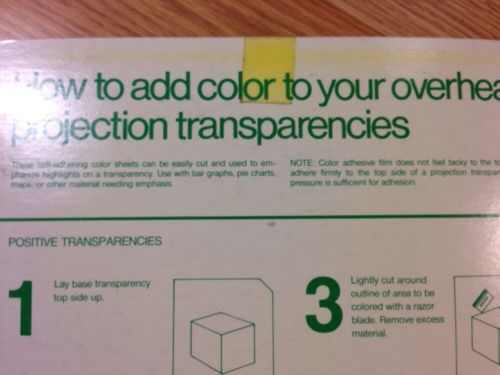 How to add color to your overhea
projection transparencies
These self-adhering color sheets can be easily cut and used to em-
phasize highlights on a transparency. Use with bar graphs, pie charts,
maps, or other material needing emphasis.
NOTE: Color adhesive film does not feel tacky to the to
adhere firmly to the top side of a projection transpar
pressure is sufficient for adhesion.
POSITIVE TRANSPARENCIES
1
Lay base transparency
top side up.
3
Lightly cut around
outline of area to be
colored with a razor
blade. Remove excess
material.